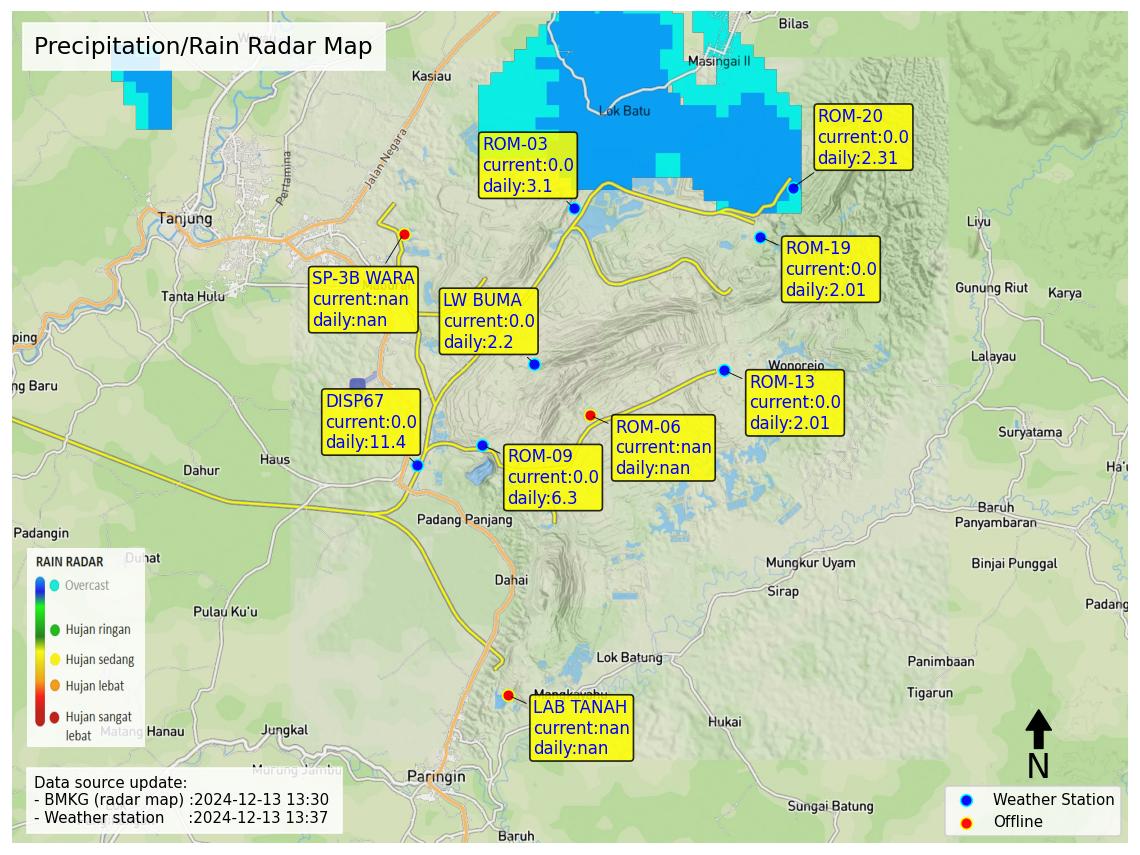 Precipitation/Rain Radar Map
Bilas
Masingai II
Kasiau
Lok Batu
Jalan Negara
Pertamina
Tanjung
Tanta Hulu
ROM-20
current:0.0
daily:2.31
ROM-03
current:0.0
daily:3.1
ROM-19
current:0.0
daily:2.01
SP-3B WARA
current:nan
daily:nan
LW BUMA
current:0.0
daily:2.2
Liyu
Gunung Riut
Karya
Lalayau
ping
ng Baru
Wonorejo
ROM-13
current:0.0
daily:2.01
DISP67
current:0.0
daily:11.4
ROM-06
current:nan
daily:nan
ROM-09
current:0.0
daily:6.3
Suryatama
Ha'u
Haus
Dahur
Padang Panjang
Baruh
Panyambaran
Padangin
Duhat
Binjai Punggal
Mungkur Uyam
Sirap
Dahai
Padang
Pulau Ku'u
RAIN RADAR
Overcast
Hujan ringan
Hujan sedang
Hujan lebat
Hujan sangat
lebat
Lok Batung
Panimbaan
Tigarun
Mangkayahu
LAB TANAH
current:nan
daily:nan
Hukai
Matang Hanau
Jungkal
Murung Jambu
Paringin
Sungai Batung
Baruh
N
Data source update:
- BMKG (radar map) :2024-12-13 13:30
- Weather station :2024-12-13 13:37
Weather Station
Offline